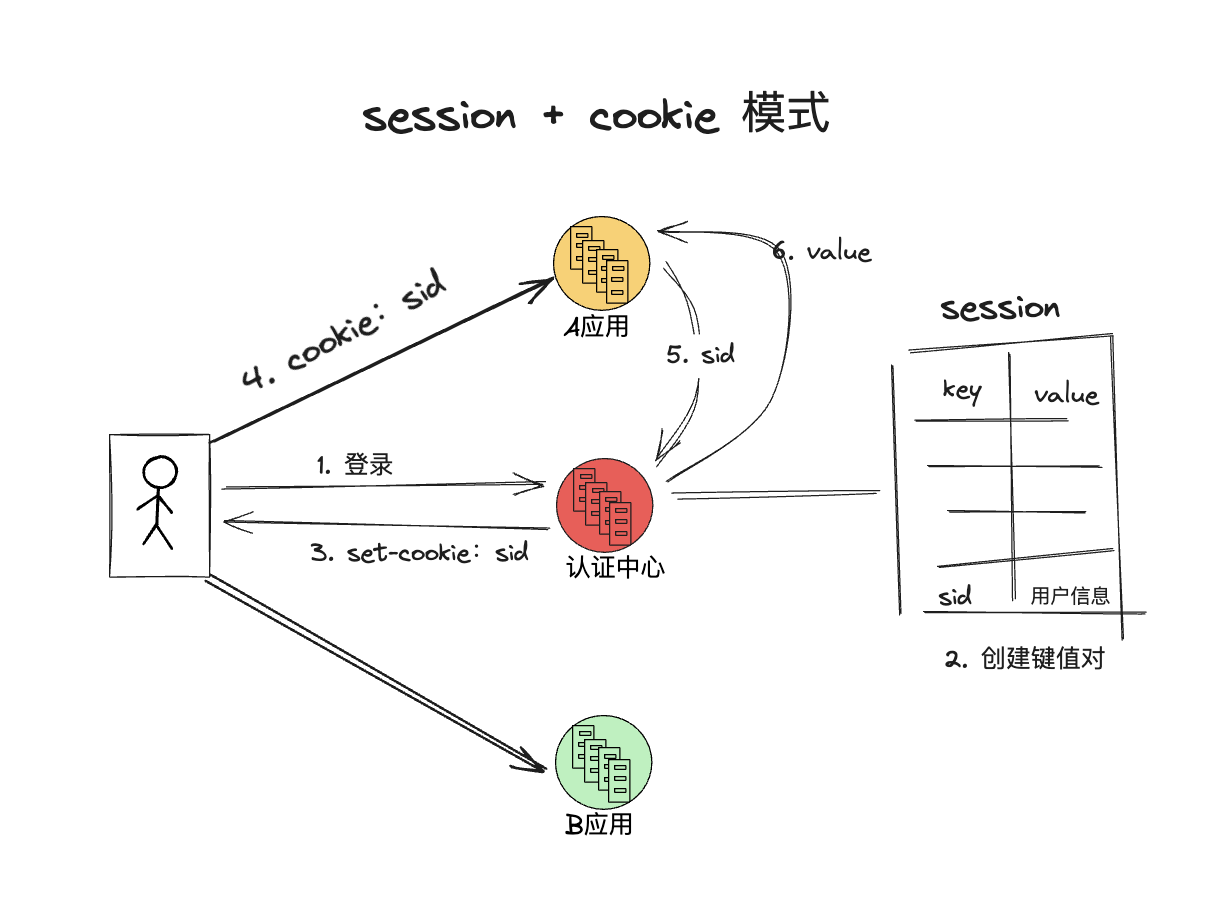 session + cookie 模式
6. value
4. cookie: sid
session
A应用
5. sid
key value
1. 登录
3. set-cookie: sid
认证中心
sid 用户信息
2. 创建键值对
B应用